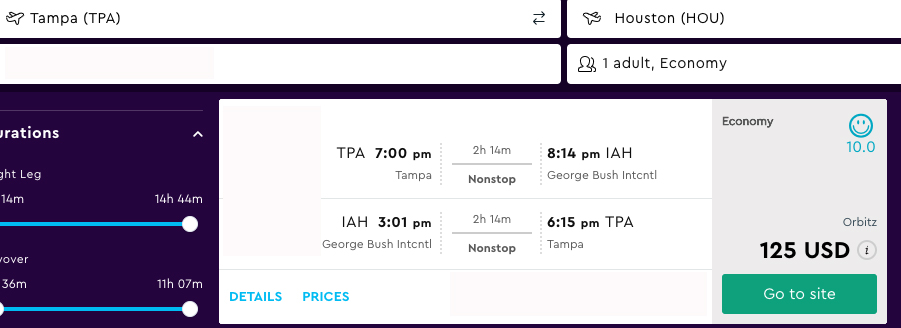 Tampa (TPA)
Houston (HOU)
1 adult, Economy
urations
ght Leg
14m
14h 44m
yover
36m
11h 07m
TPA 7:00 pm
Tampa
2h 14m
Nonstop
8:14 pm IAH
George Bush Intcntl
IAH 3:01 pm
George Bush Intcntl
2h 14m
Nonstop
6:15 pm TPA
Tampa
DETAILS PRICES
Economy
10.0
Orbitz
125 USD i
Go to site